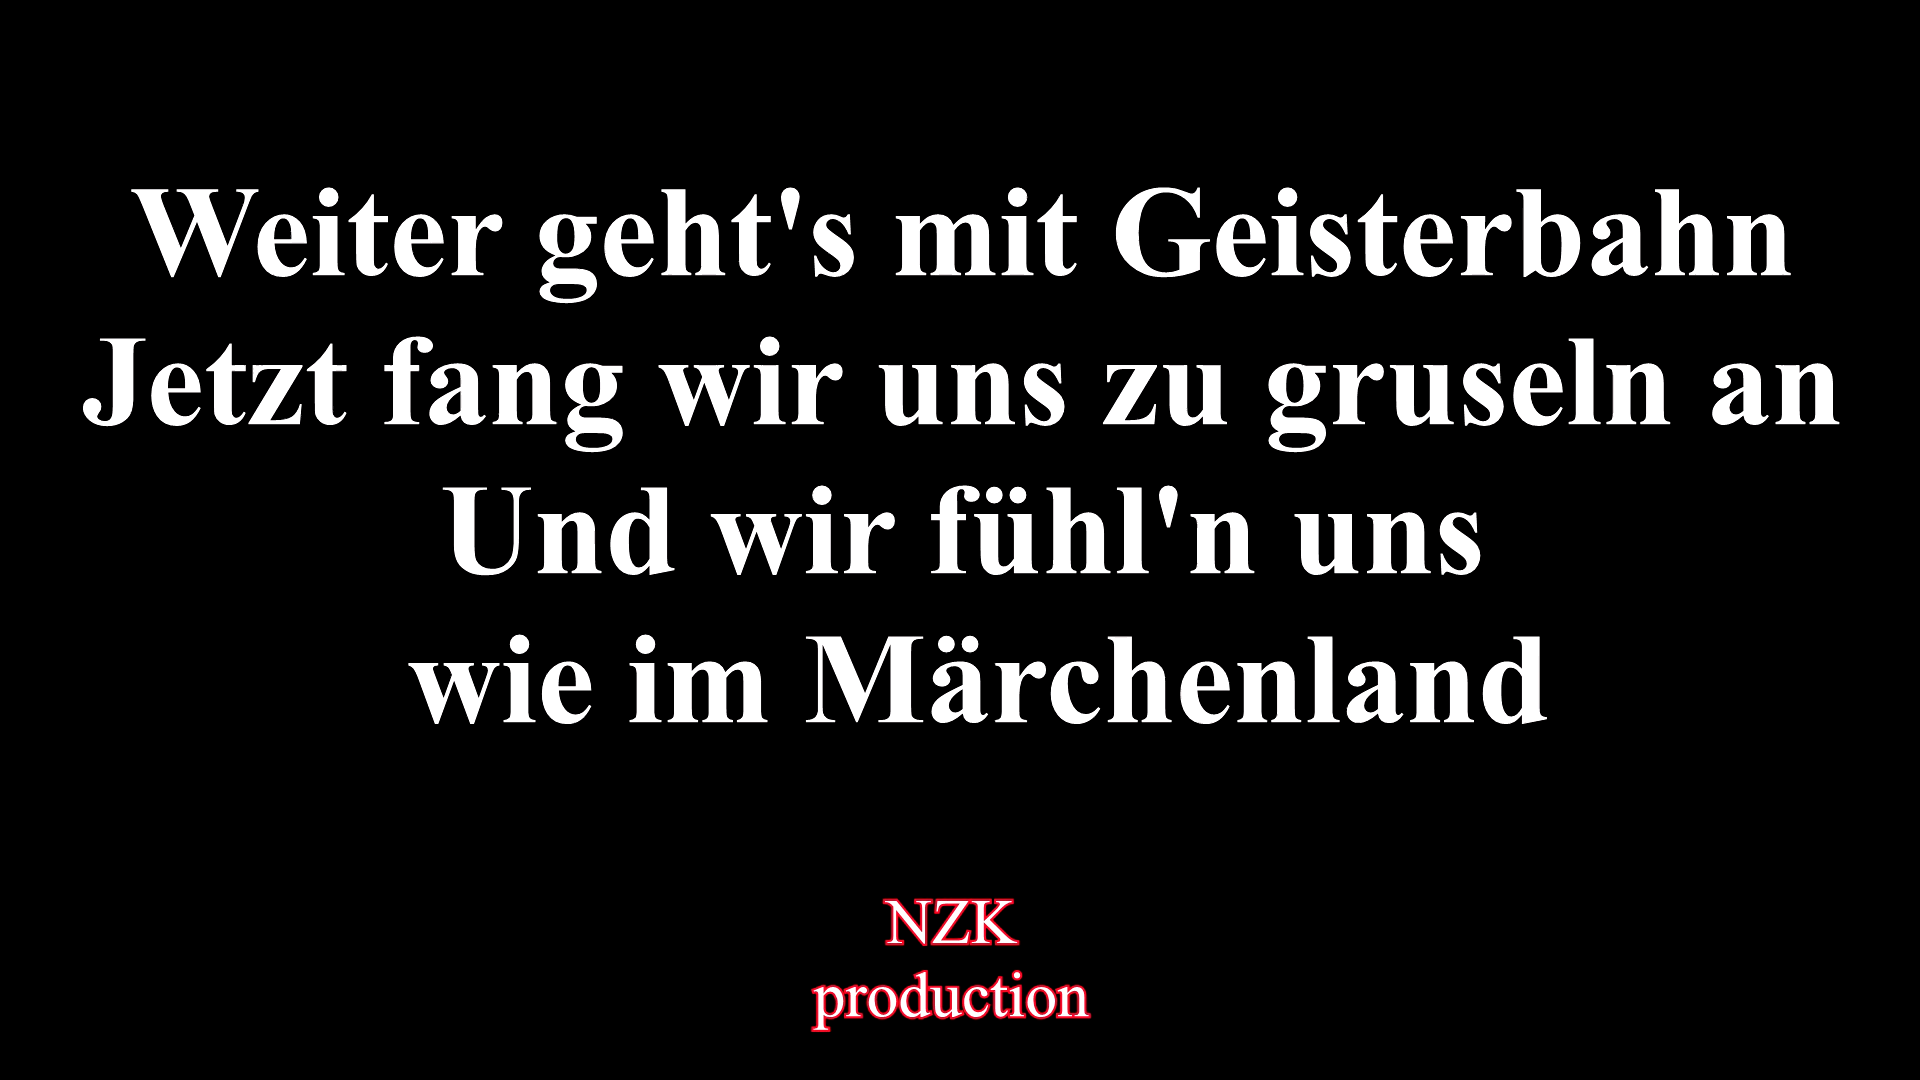 Weiter geht's mit Geisterbahn
Jetzt fang wir uns zu gruseln an
Und wir fühl'n uns
wie im Märchenland
NZK
production